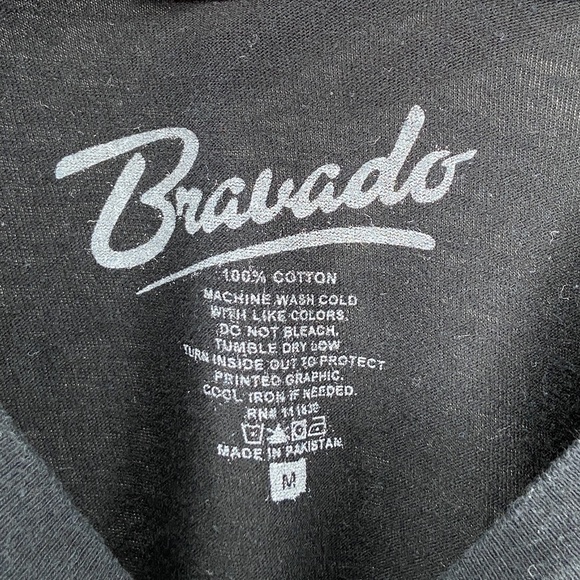 Bravado
100% COTTON
MACHINE WASH COLD
WITH LIKE COLORS.
DO NOT BLEACH.
TUMBLE DRY LOW
TURN INSIDE OUT TO PROTECT
PRINTED GRAPHIC.
COOL IRON IF NEEDED.
RN#
MADE IN PAKISTAN
M